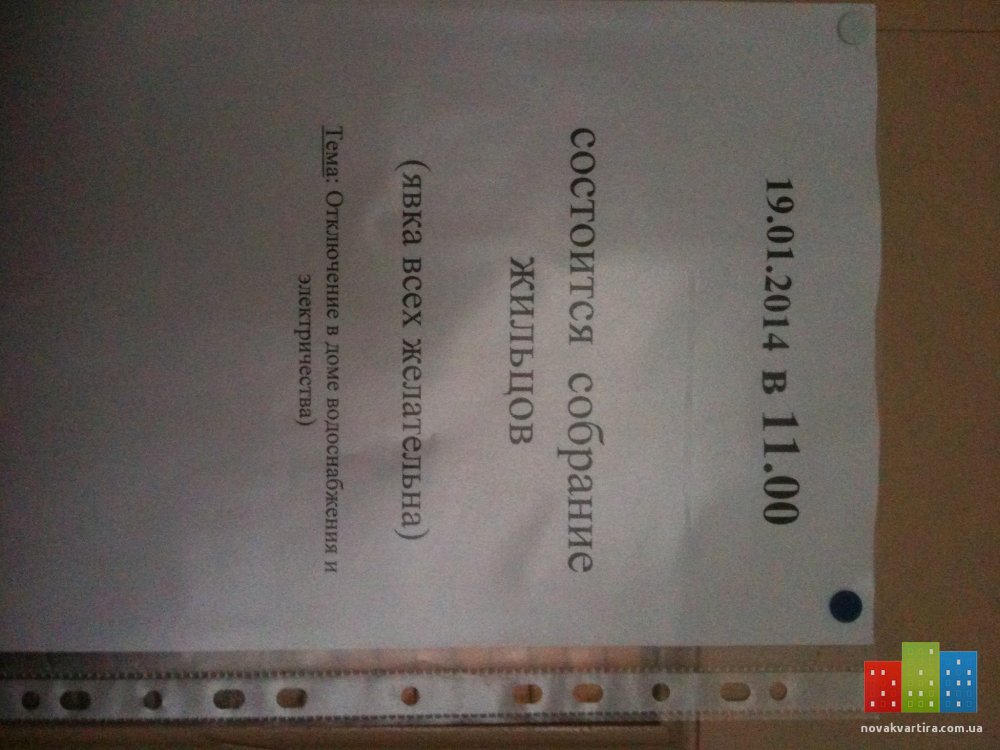 19.01.2014 в 11.00
состоится собрание
жильцов
(явка всех желательна)
Тема: Отключение в доме водоснабжения и
электричества)
novakvartira.com.ua